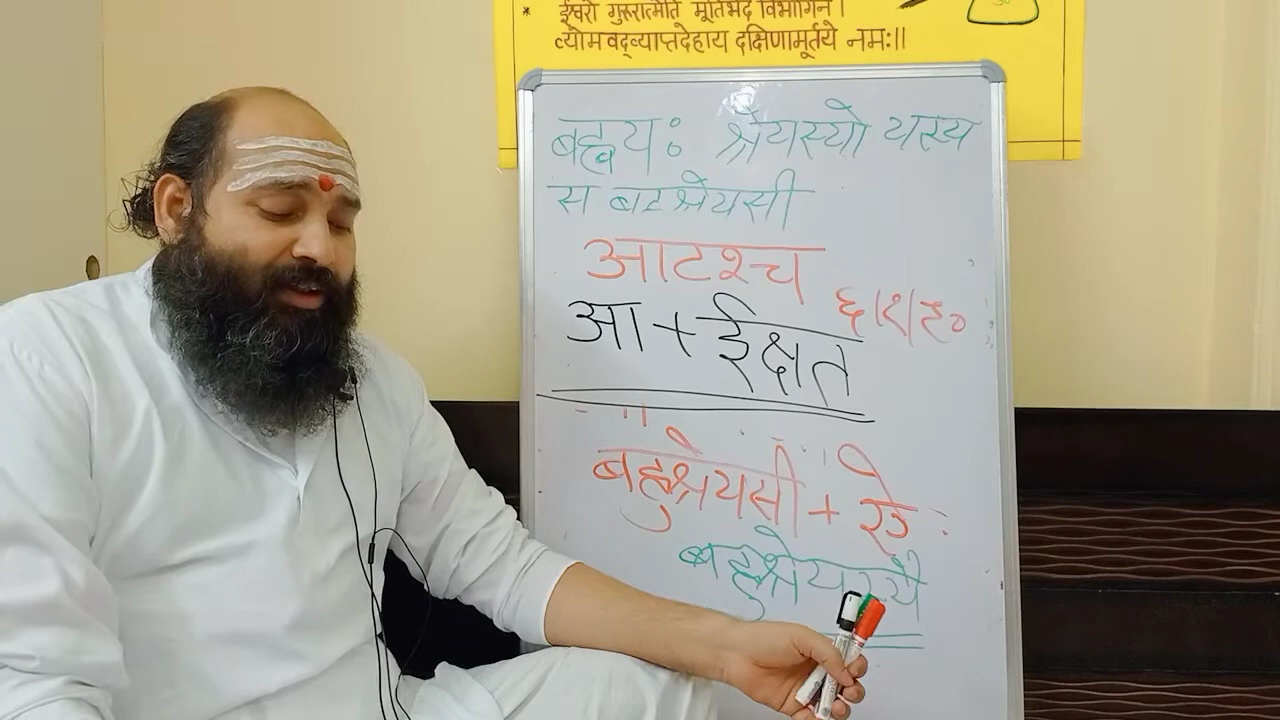 * ईश्वरो गुरुरात्मेति मूर्तिभेद विभागिने।
व्योमवद्व्याप्तदेहाय दक्षिणामूर्तये नमः॥
बह्व्यः श्रेयस्यो यस्य
स बहुश्रेयसी
आटश्च
६।१।९०
आ + ईक्षत
बहुश्रेयसी + ऐ
बहुश्रेयस्यै